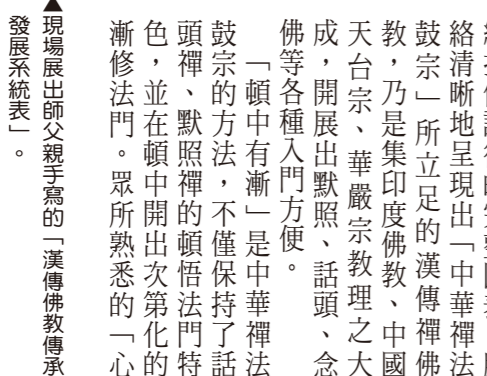 絡清晰地呈現出「中華禪法
鼓宗」所立足的漢傳禪佛
教，乃是集印度佛教、中國
天台宗、華嚴宗教理之大
成，開展出默照、話頭、念
佛等各種入門方便。
「頓中有漸」是中華禪法
鼓宗的方法，不僅保持了話
頭禪、默照禪的頓悟法門特
色，並在頓中開出次第化的
漸修法門。眾所熟悉的「心
▲現場展出師父親手寫的「漢傳佛教傳承
發展系統表」。